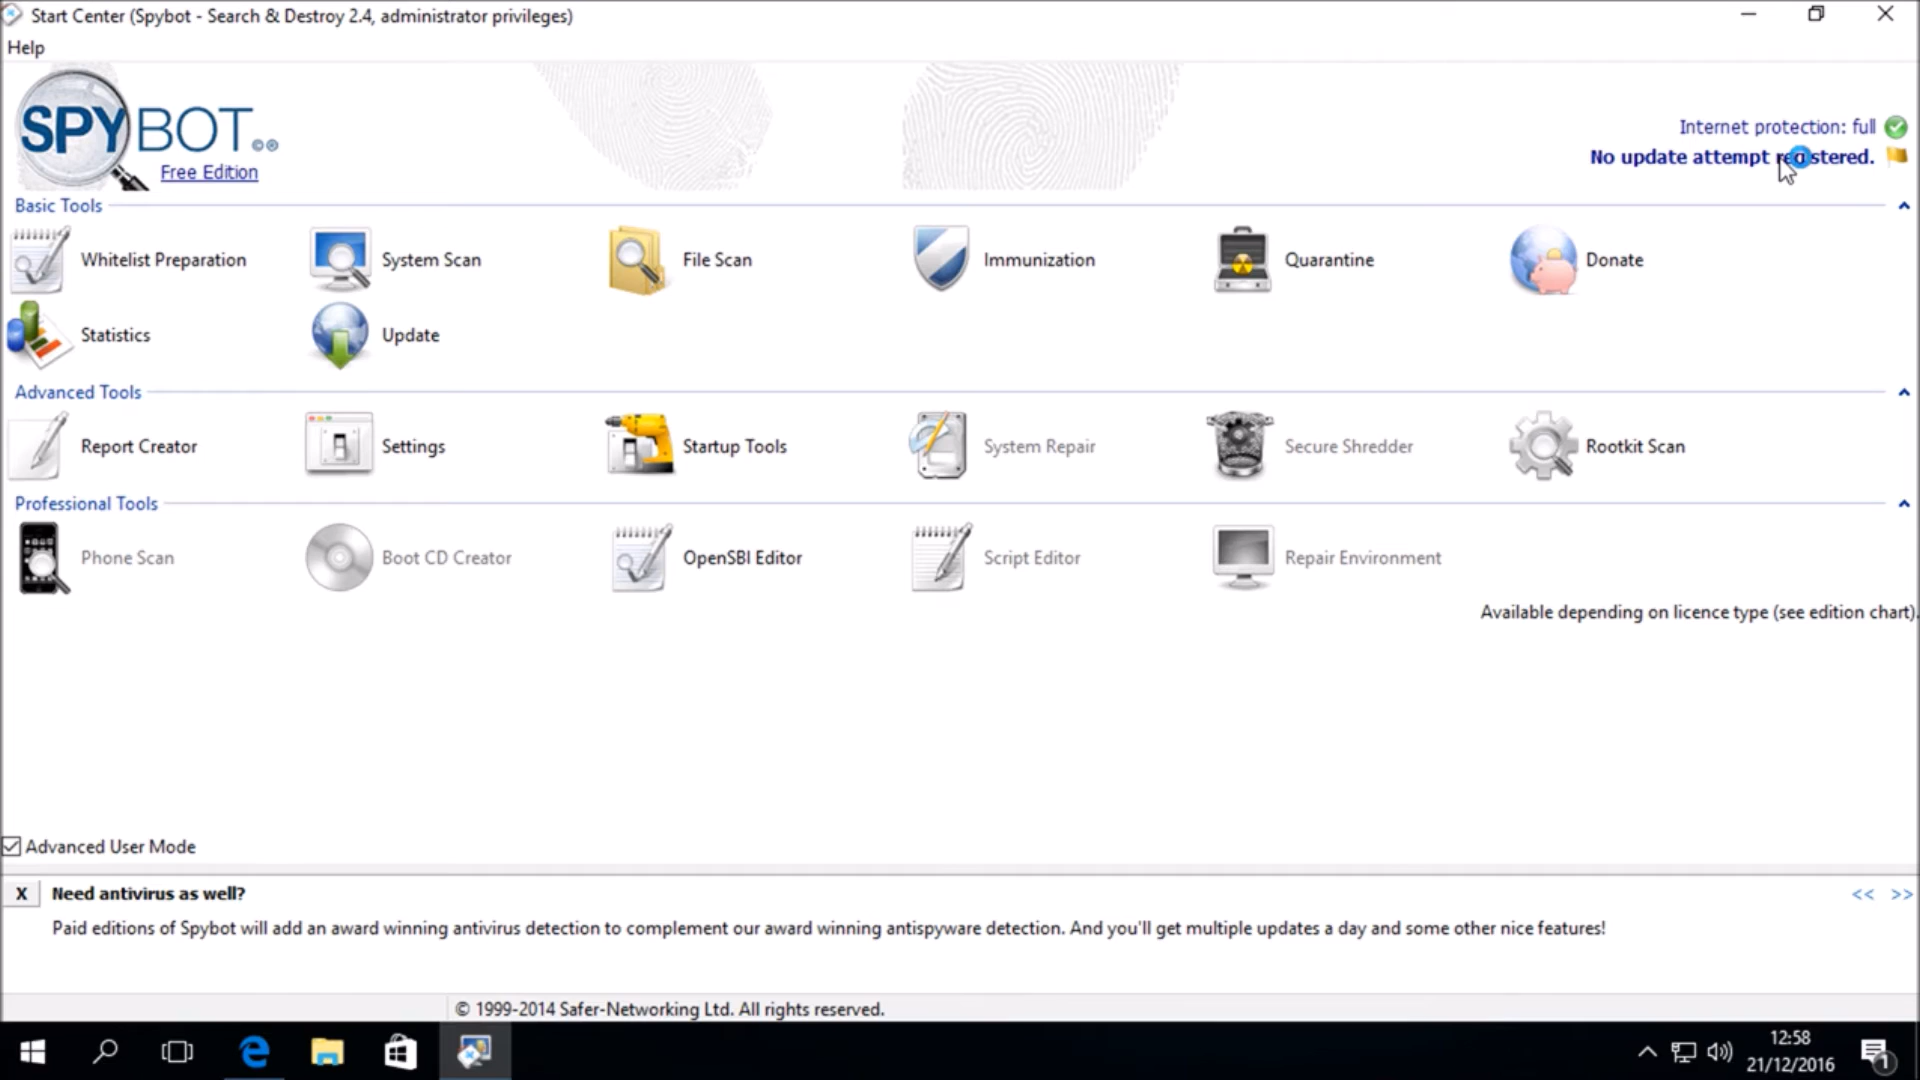 Start Center (Spybot - Search & Destroy 2.4, administrator privileges)
Help
SPYBOT ©®
Free Edition
Internet protection: full
No update attempt registered.
Basic Tools
Whitelist Preparation
System Scan
File Scan
Immunization
Quarantine
Donate
Statistics
Update
Advanced Tools
Report Creator
Settings
Startup Tools
System Repair
Secure Shredder
Rootkit Scan
Professional Tools
Phone Scan
Boot CD Creator
OpenSBI Editor
Script Editor
Repair Environment
Available depending on licence type (see edition chart).
Advanced User Mode
X Need antivirus as well? << >>
Paid editions of Spybot will add an award winning antivirus detection to complement our award winning antispyware detection. And you'll get multiple updates a day and some other nice features!
© 1999-2014 Safer-Networking Ltd. All rights reserved.
12:58
21/12/2016
1